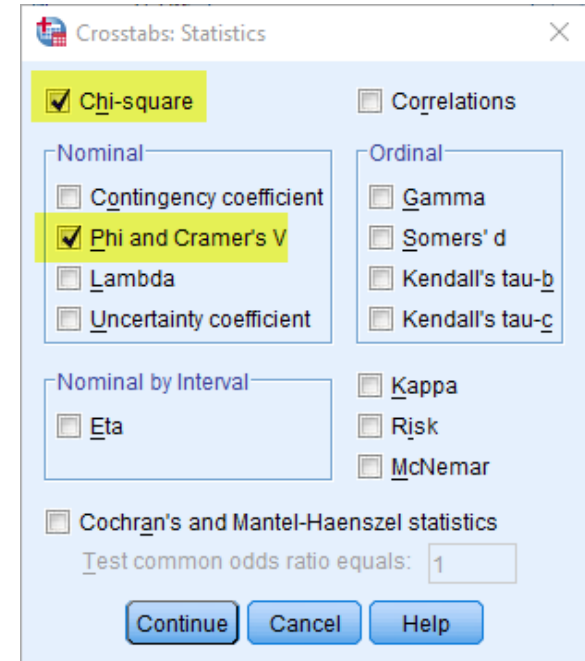 Crosstabs: Statistics
Chi-square
Correlations
Nominal
Contingency coefficient
Phi and Cramer's V
Lambda
Uncertainty coefficient
Ordinal
Gamma
Somers' d
Kendall's tau-b
Kendall's tau-c
Nominal by Interval
Eta
Kappa
Risk
McNemar
Cochran's and Mantel-Haenszel statistics
Test common odds ratio equals: 1
Continue Cancel Help